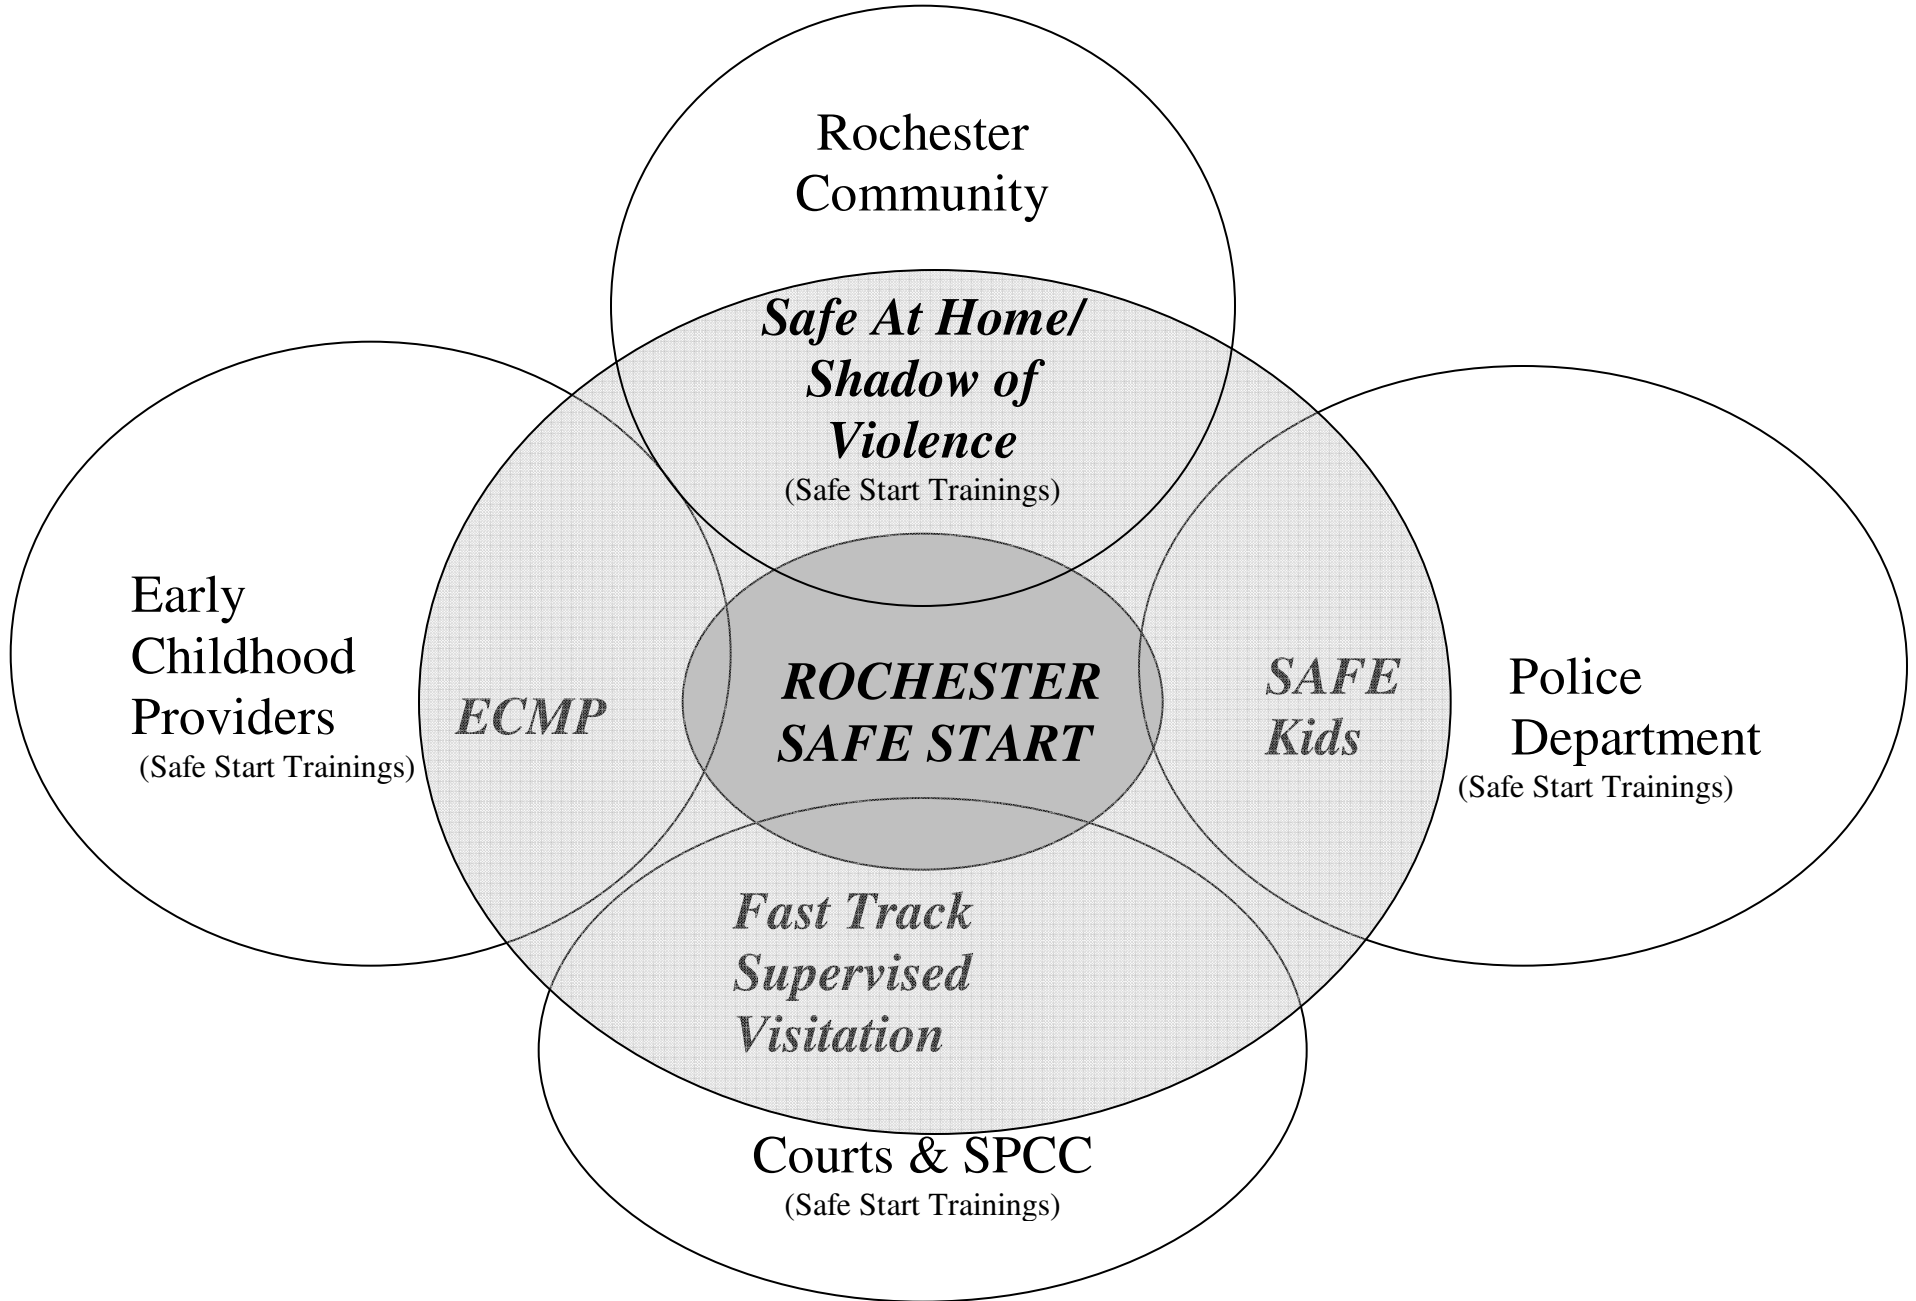 Rochester
Community
Safe At Home/
Shadow of
Violence
(Safe Start Trainings)
Early
Childhood
Providers
(Safe Start Trainings)
ECMP
ROCHESTER
SAFE START
SAFE
Kids
Police
Department
(Safe Start Trainings)
Fast Track
Supervised
Visitation
Courts & SPCC
(Safe Start Trainings)